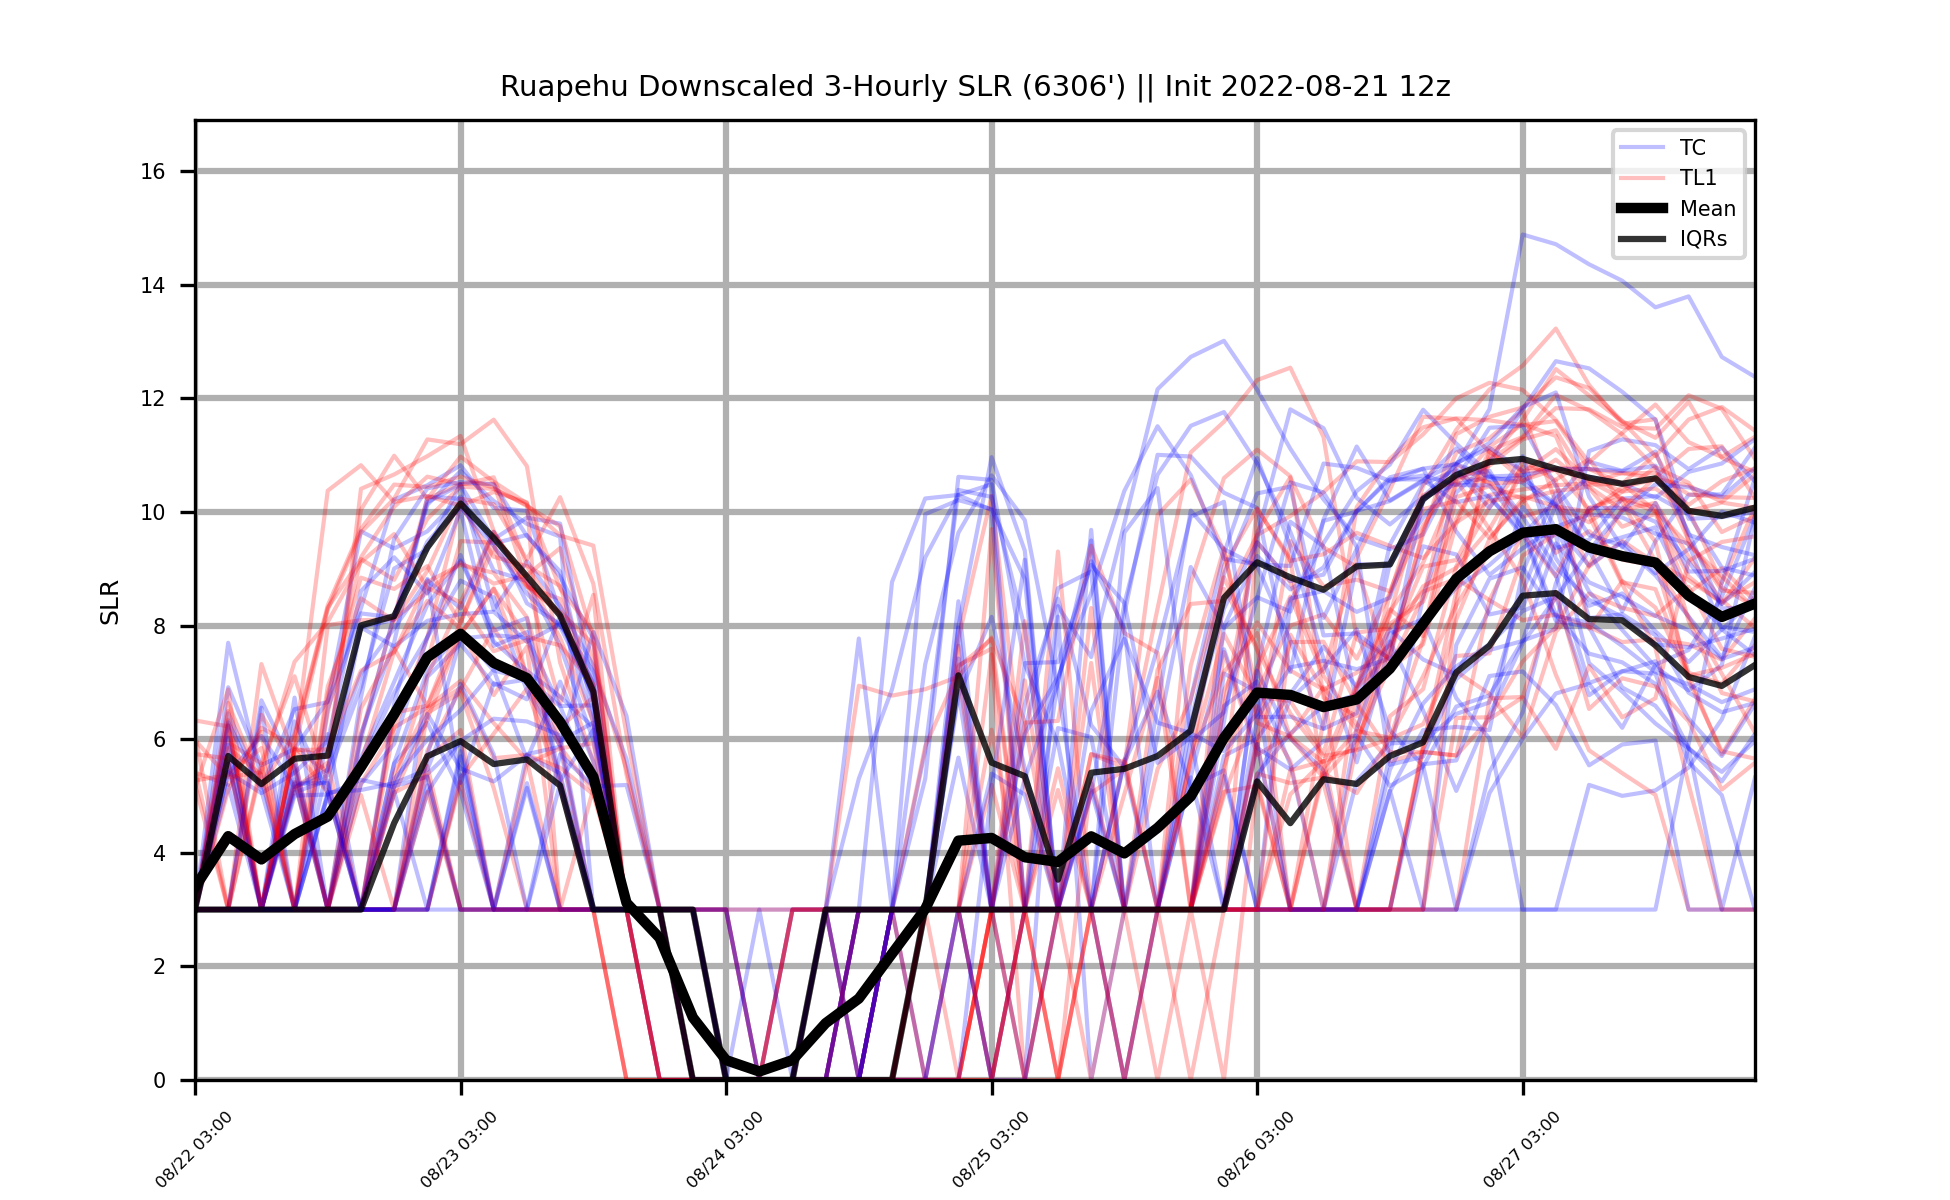 Ruapehu Downscaled 3-Hourly SLR (6306') || Init 2022-08-21 12z
TC
TL1
Mean
IQRs
SLR
16
14
12
10
8
6
4
2
0
08/22 03:00
08/23 03:00
08/24 03:00
08/25 03:00
08/26 03:00
08/27 03:00